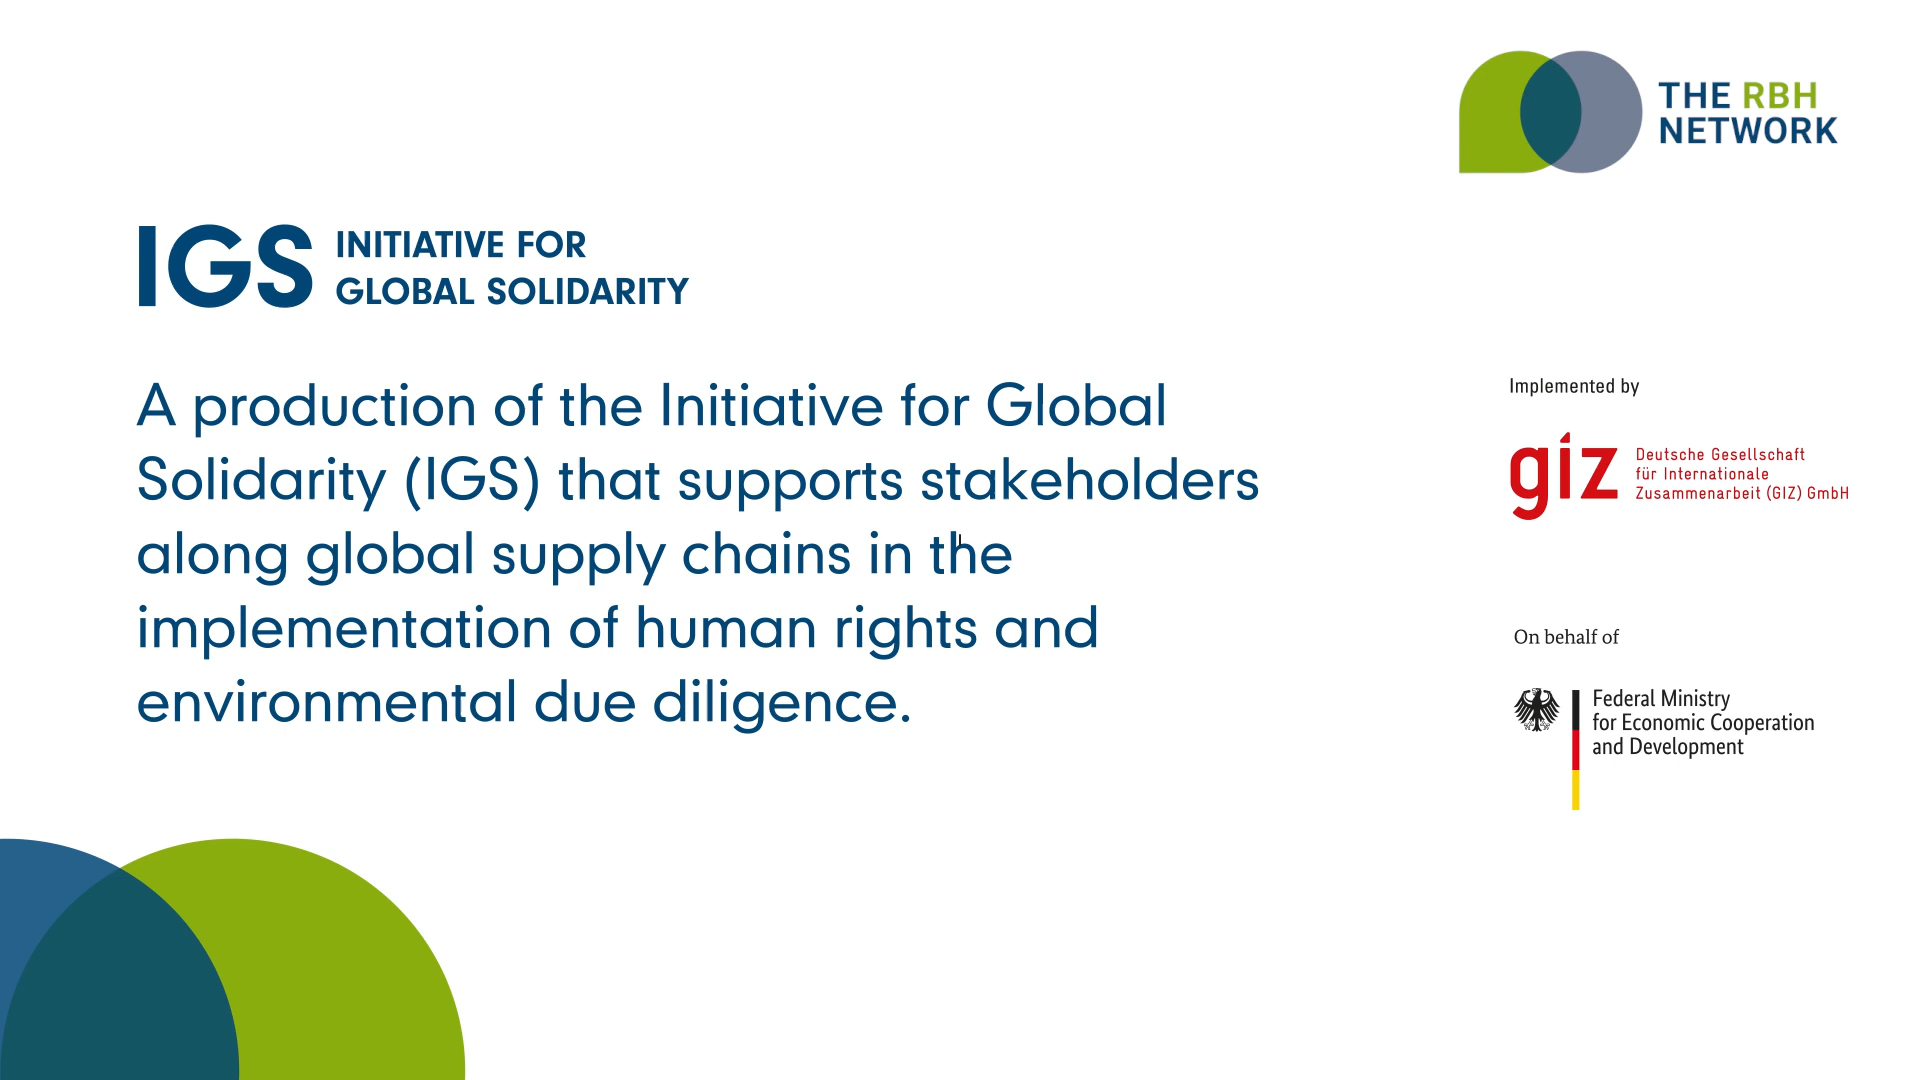 THE RBH
NETWORK
IGS INITIATIVE FOR
GLOBAL SOLIDARITY
A production of the Initiative for Global
Solidarity (IGS) that supports stakeholders
along global supply chains in the
implementation of human rights and
environmental due diligence.
Implemented by
giz Deutsche Gesellschaft
für Internationale
Zusammenarbeit (GIZ) GmbH
On behalf of
Federal Ministry
for Economic Cooperation
and Development